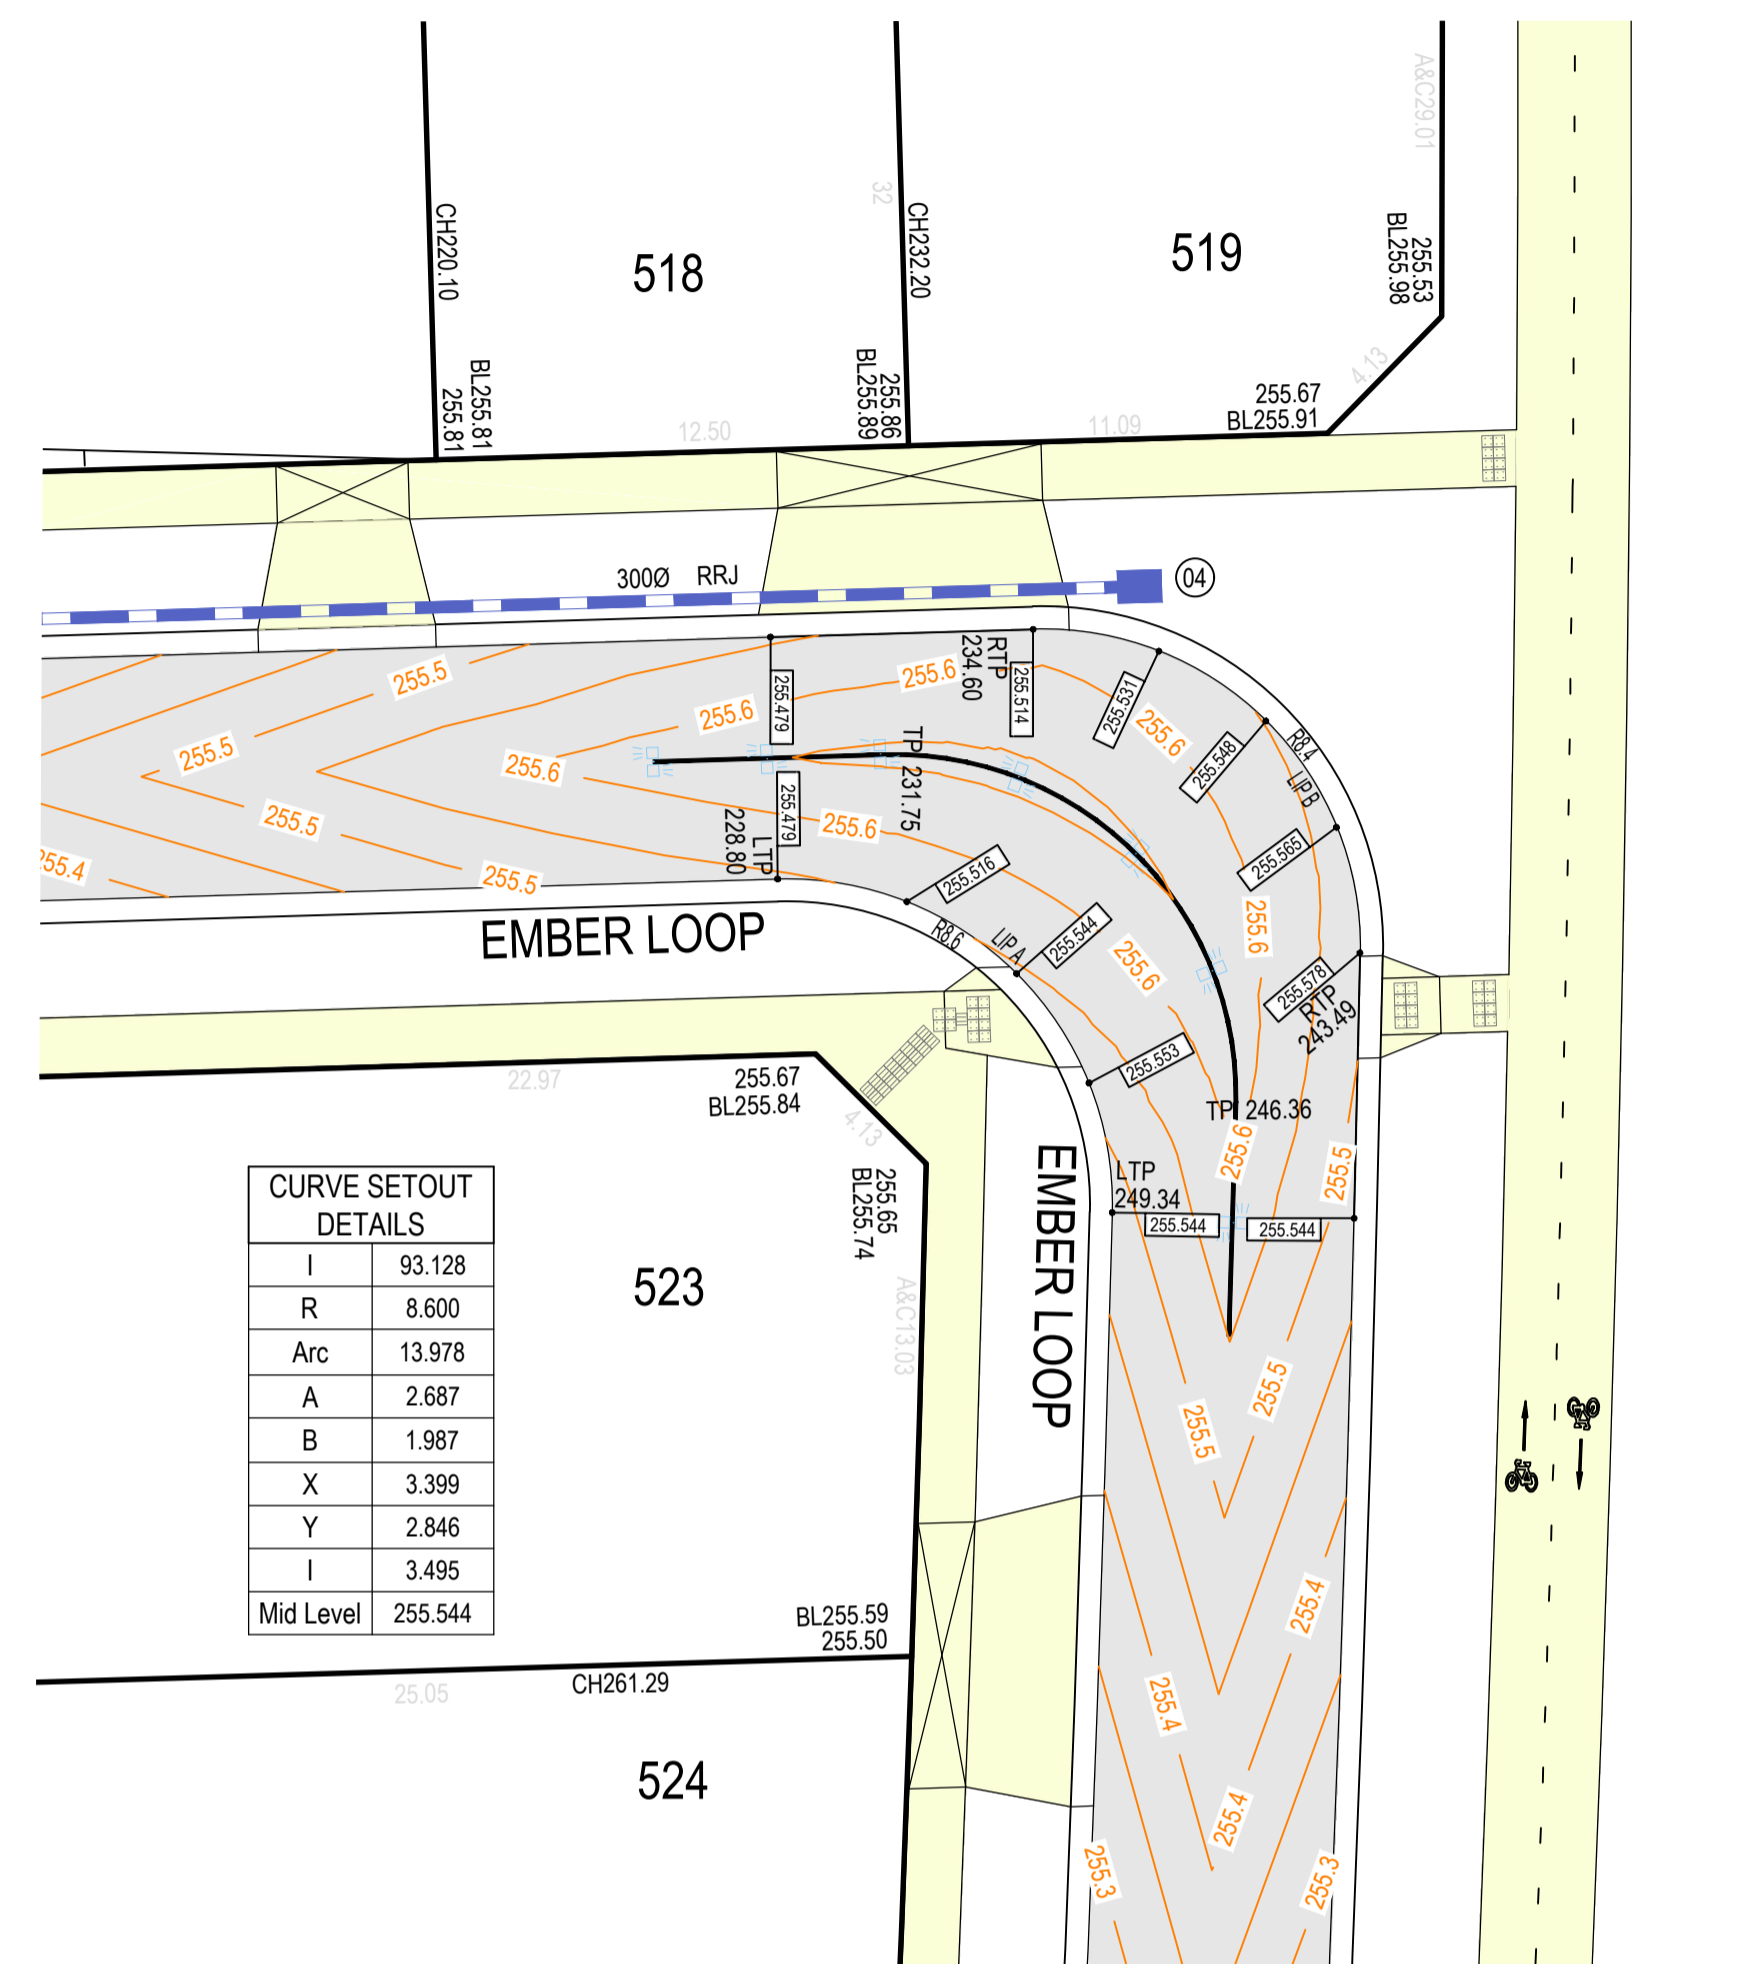 A&C29.01
32
CH220.10
CH232.20
518
519
255.53
BL255.98
4.13
BL255.81
255.81
255.86
BL255.89
255.67
BL255.91
12.50
11.09
300Ø RRJ
04
255.5
255.6
255.6
255.479
RTP
234.60
255.514
255.531
255.6
255.548
R8.4
LIP B
255.5
255.6
TP 231.75
255.479
255.5
255.6
LTP
228.80
255.4
255.5
255.516
255.565
255.6
EMBER LOOP
R8.6
LIP A
255.544
255.6
255.578
RTP
243.49
255.553
22.97
255.67
BL255.84
4.13
TP 246.36
255.6
255.5
LTP
249.34
255.544
255.544
255.65
BL255.74
A&C13.03
EMBER LOOP
523
CURVE SETOUT
DETAILS
I 93.128
R 8.600
Arc 13.978
A 2.687
B 1.987
X 3.399
Y 2.846
I 3.495
Mid Level 255.544
255.5
255.5
BL255.59
255.50
CH261.29
25.05
255.4
255.4
524
255.4
255.3
255.3